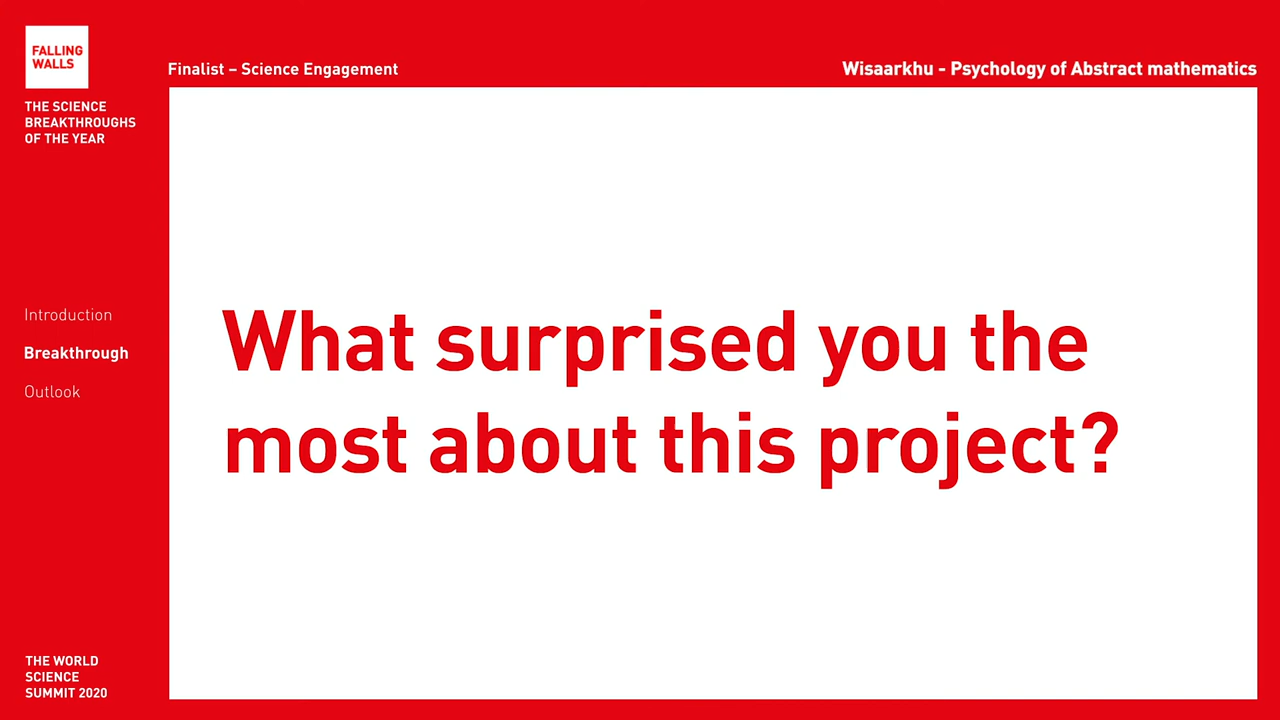 FALLING
WALLS
THE SCIENCE
BREAKTHROUGHS
OF THE YEAR
Finalist – Science Engagement
Wisaarkhu - Psychology of Abstract mathematics
Introduction
Breakthrough
Outlook
What surprised you the
most about this project?
THE WORLD
SCIENCE
SUMMIT 2020